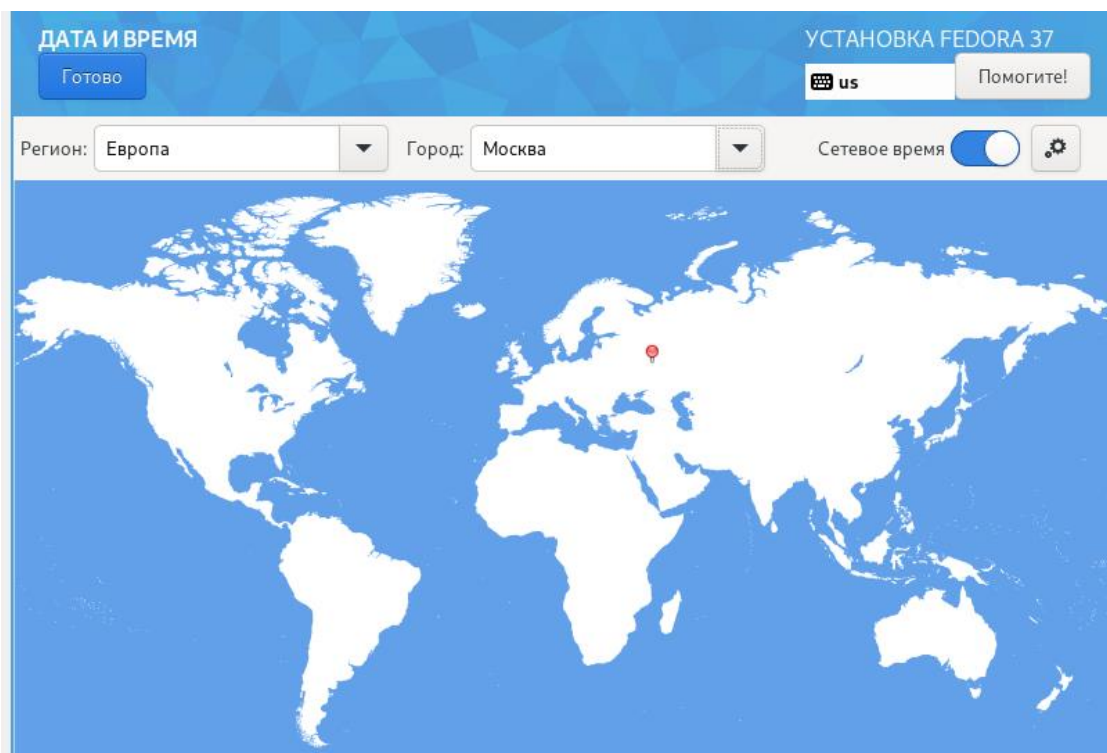 ДАТА И ВРЕМЯ
УСТАНОВКА FEDORA 37
Готово
us
Помогите!
Регион: Европа
Город: Москва
Сетевое время